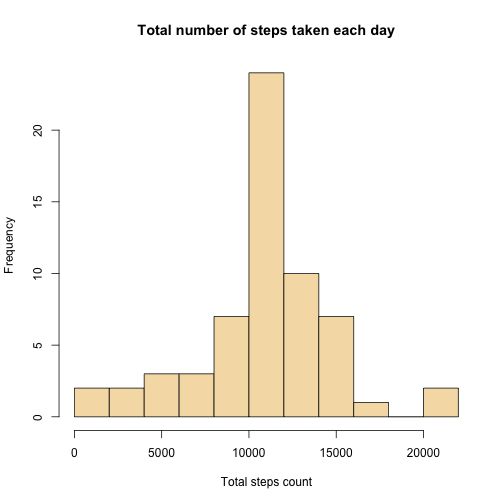 Total number of steps taken each day
Frequency
20
15
10
5
0
0 5000 10000 15000 20000
Total steps count